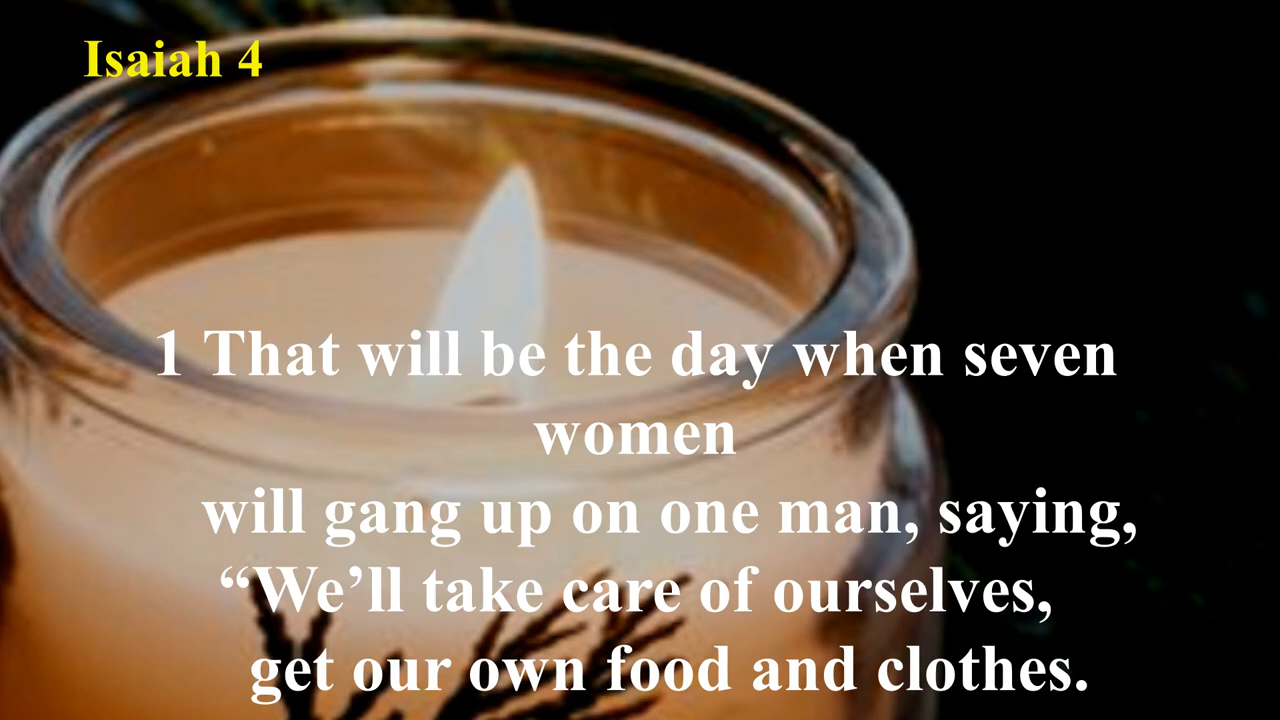 Isaiah 4
1 That will be the day when seven
women
will gang up on one man, saying,
“We’ll take care of ourselves,
get our own food and clothes.